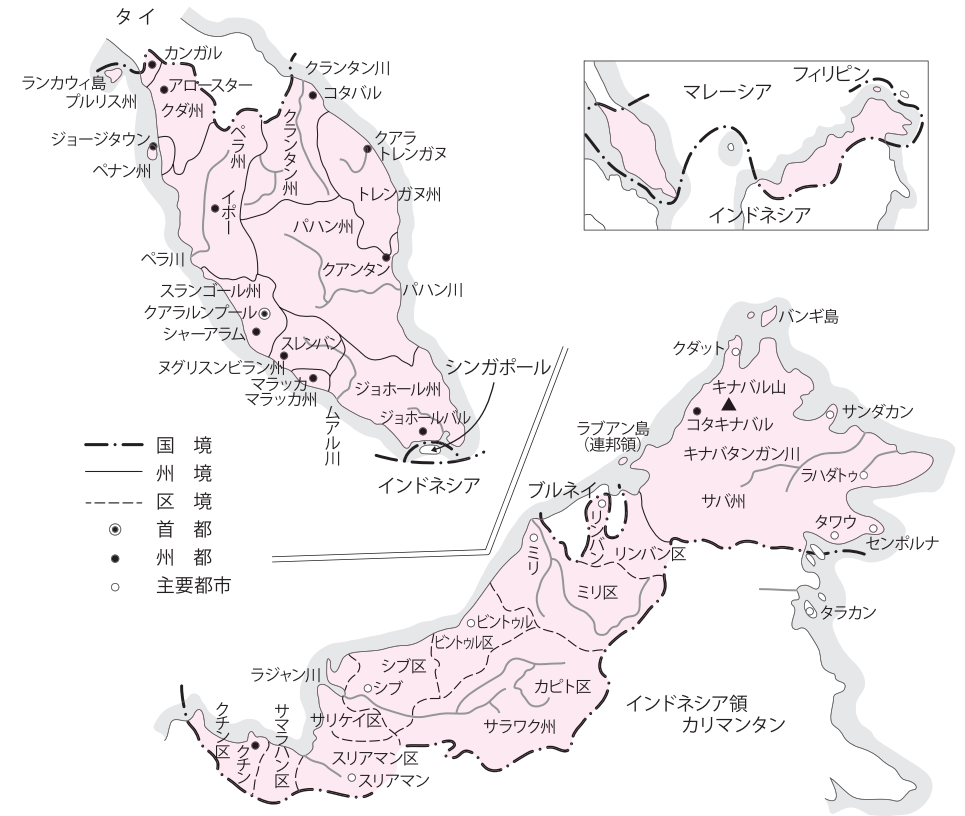 タイ
カンガル
ランカウィ島
プルリス州
アロースター
クダ州
クランタン川
コタバル
ジョージタウン
ペナン州
ペラ州
クランタン州
クアラ
トレンガヌ
トレンガヌ州
イポー
パハン州
ペラ川
クアンタン
パハン川
スランゴール州
クアラルンプール
シャーアラム
スレンバン
ヌグリスンビラン州
マラッカ
マラッカ州
ジョホール州
シンガポール
ジョホールバル
ムアル川
インドネシア
フィリピン
マレーシア
インドネシア
国境
州境
区境
首都
州都
主要都市
バンギ島
クダット
キナバル山
コタキナバル
サンダカン
ラブアン島
(連邦領)
キナバタンガン川
ラハダトゥ
サバ州
タワウ
センポルナ
ブルネイ
リンバン
リンバン区
ミリ
ミリ区
タラカン
ビントゥル
ビントゥル区
シブ区
シブ
ラジャン川
カピト区
サラワク州
サリケイ区
スリアマン区
スリアマン
クチン区
クチン
サマラハン区
インドネシア領
カリマンタン